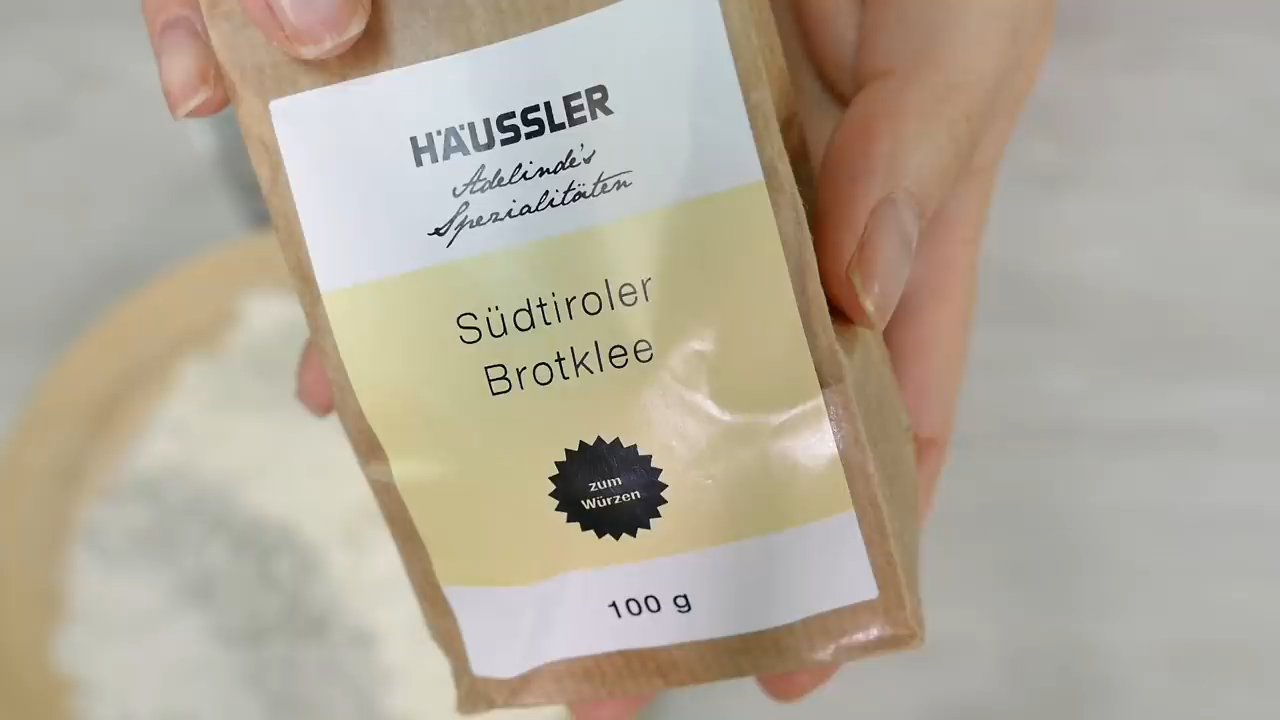 HÄUSSLER
Adelinde's
Spezialitäten
Südtiroler
Brotklee
zum
Würzen
100 g